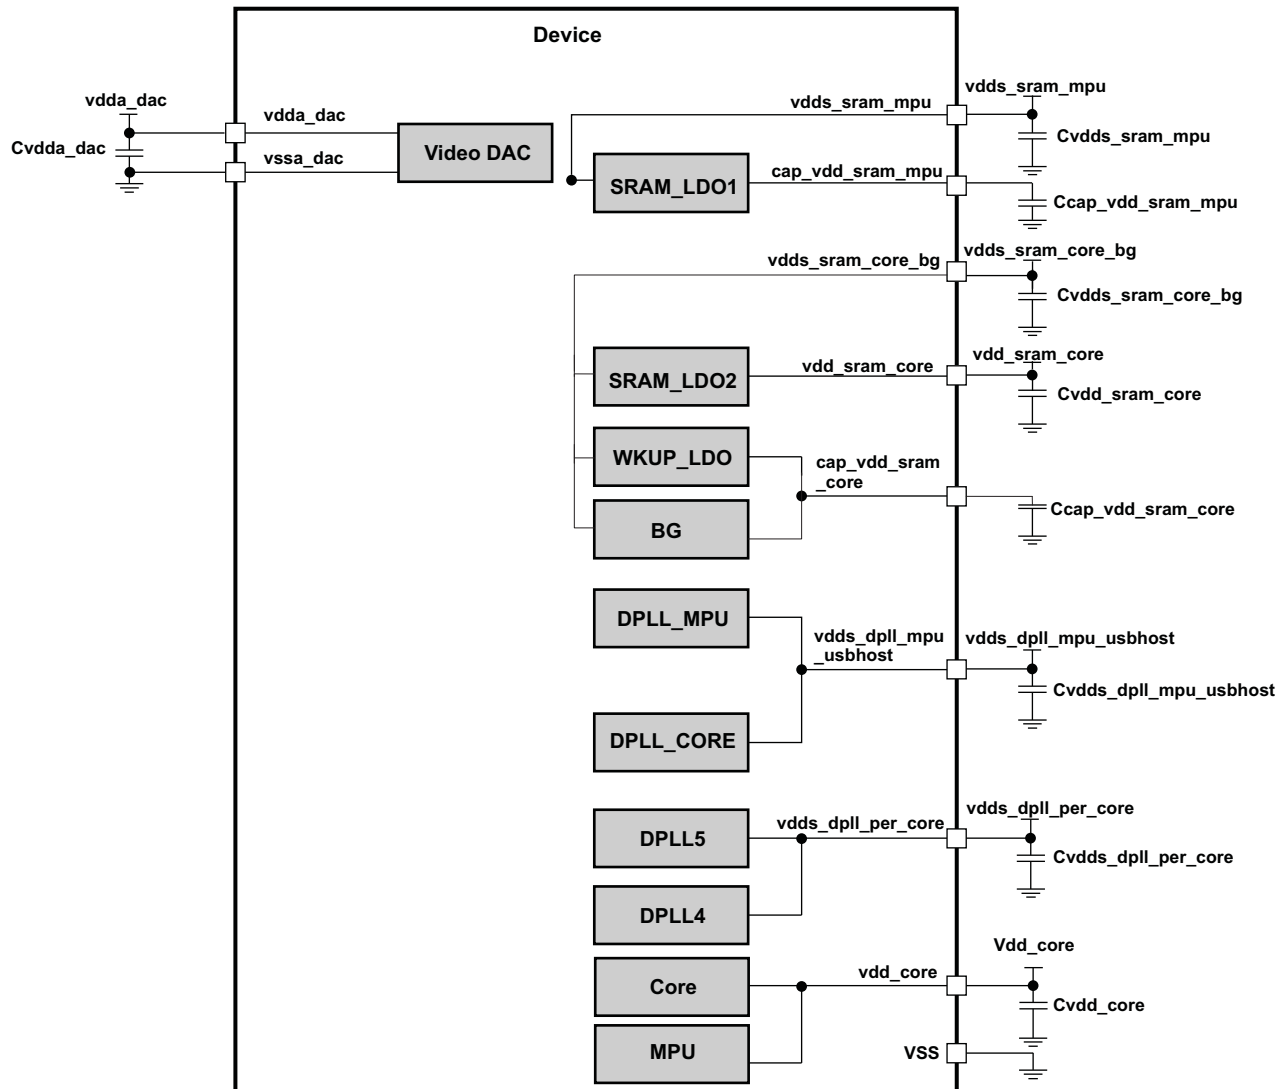 Device
vdda_dac
Cvdda_dac
vdda_dac
vssa_dac
Video DAC
vdds_sram_mpu
vdds_sram_mpu
Cvdds_sram_mpu
SRAM_LDO1
cap_vdd_sram_mpu
Ccap_vdd_sram_mpu
vdds_sram_core_bg
vdds_sram_core_bg
Cvdds_sram_core_bg
SRAM_LDO2
vdd_sram_core
vdd_sram_core
Cvdd_sram_core
WKUP_LDO
cap_vdd_sram
_core
Ccap_vdd_sram_core
BG
DPLL_MPU
vdds_dpll_mpu
_usbhost
vdds_dpll_mpu_usbhost
Cvdds_dpll_mpu_usbhost
DPLL_CORE
DPLL5
vdds_dpll_per_core
vdds_dpll_per_core
Cvdds_dpll_per_core
DPLL4
Core
vdd_core
Vdd_core
Cvdd_core
MPU
VSS